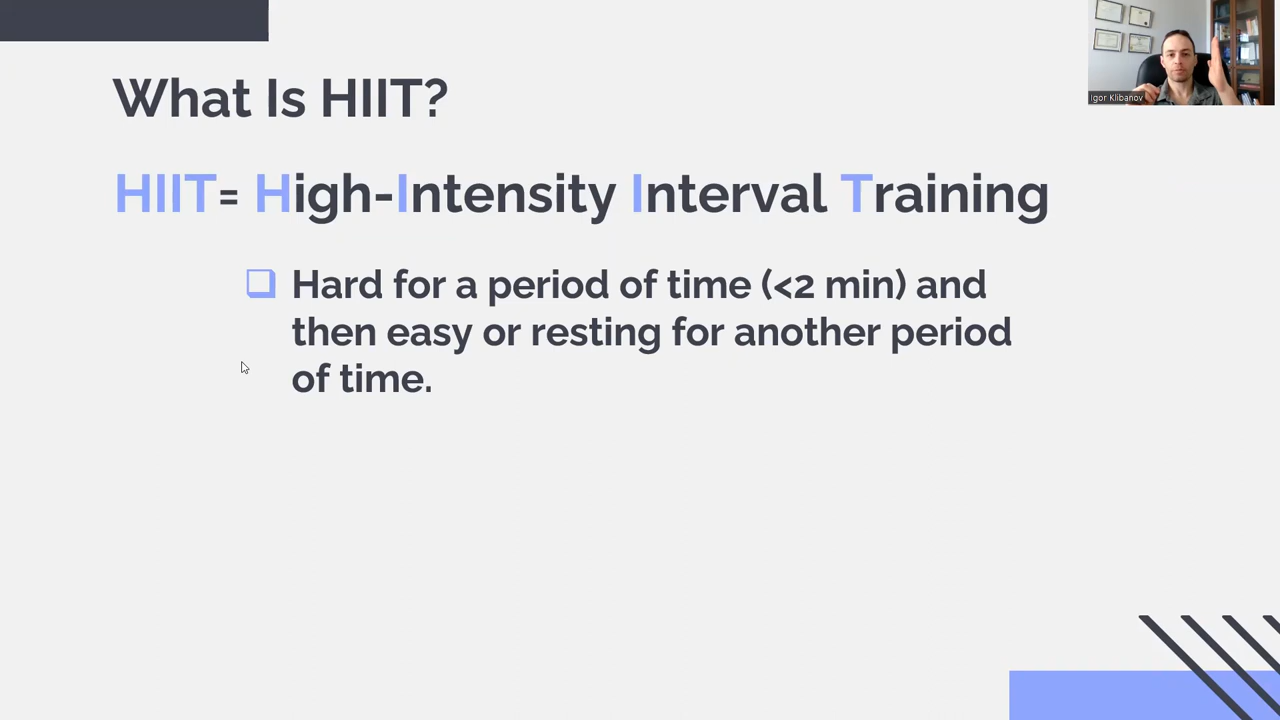 What Is HIIT?
HIIT= High-Intensity Interval Training
Hard for a period of time (<2 min) and
then easy or resting for another period
of time.
Igor Klibanov